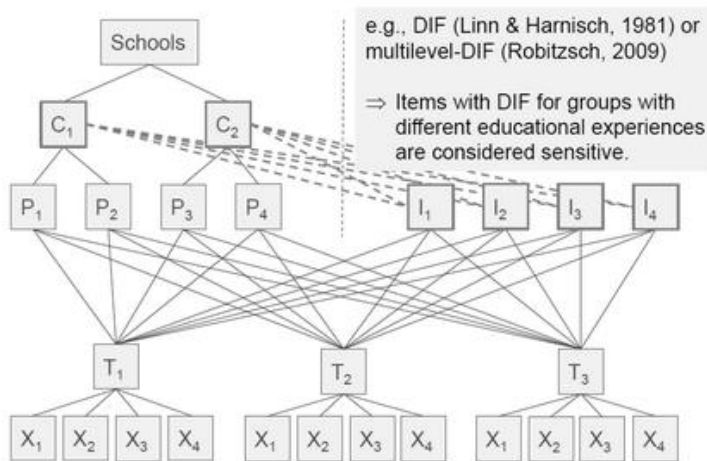 e.g., DIF (Linn & Harnisch, 1981) or
multilevel-DIF (Robitzsch, 2009)
⇒ Items with DIF for groups with
different educational experiences
are considered sensitive.
Schools
C₁ C₂
P₁ P₂ P₃ P₄ I₁ I₂ I₃ I₄
T₁ T₂ T₃
X₁ X₂ X₃ X₄ X₁ X₂ X₃ X₄ X₁ X₂ X₃ X₄